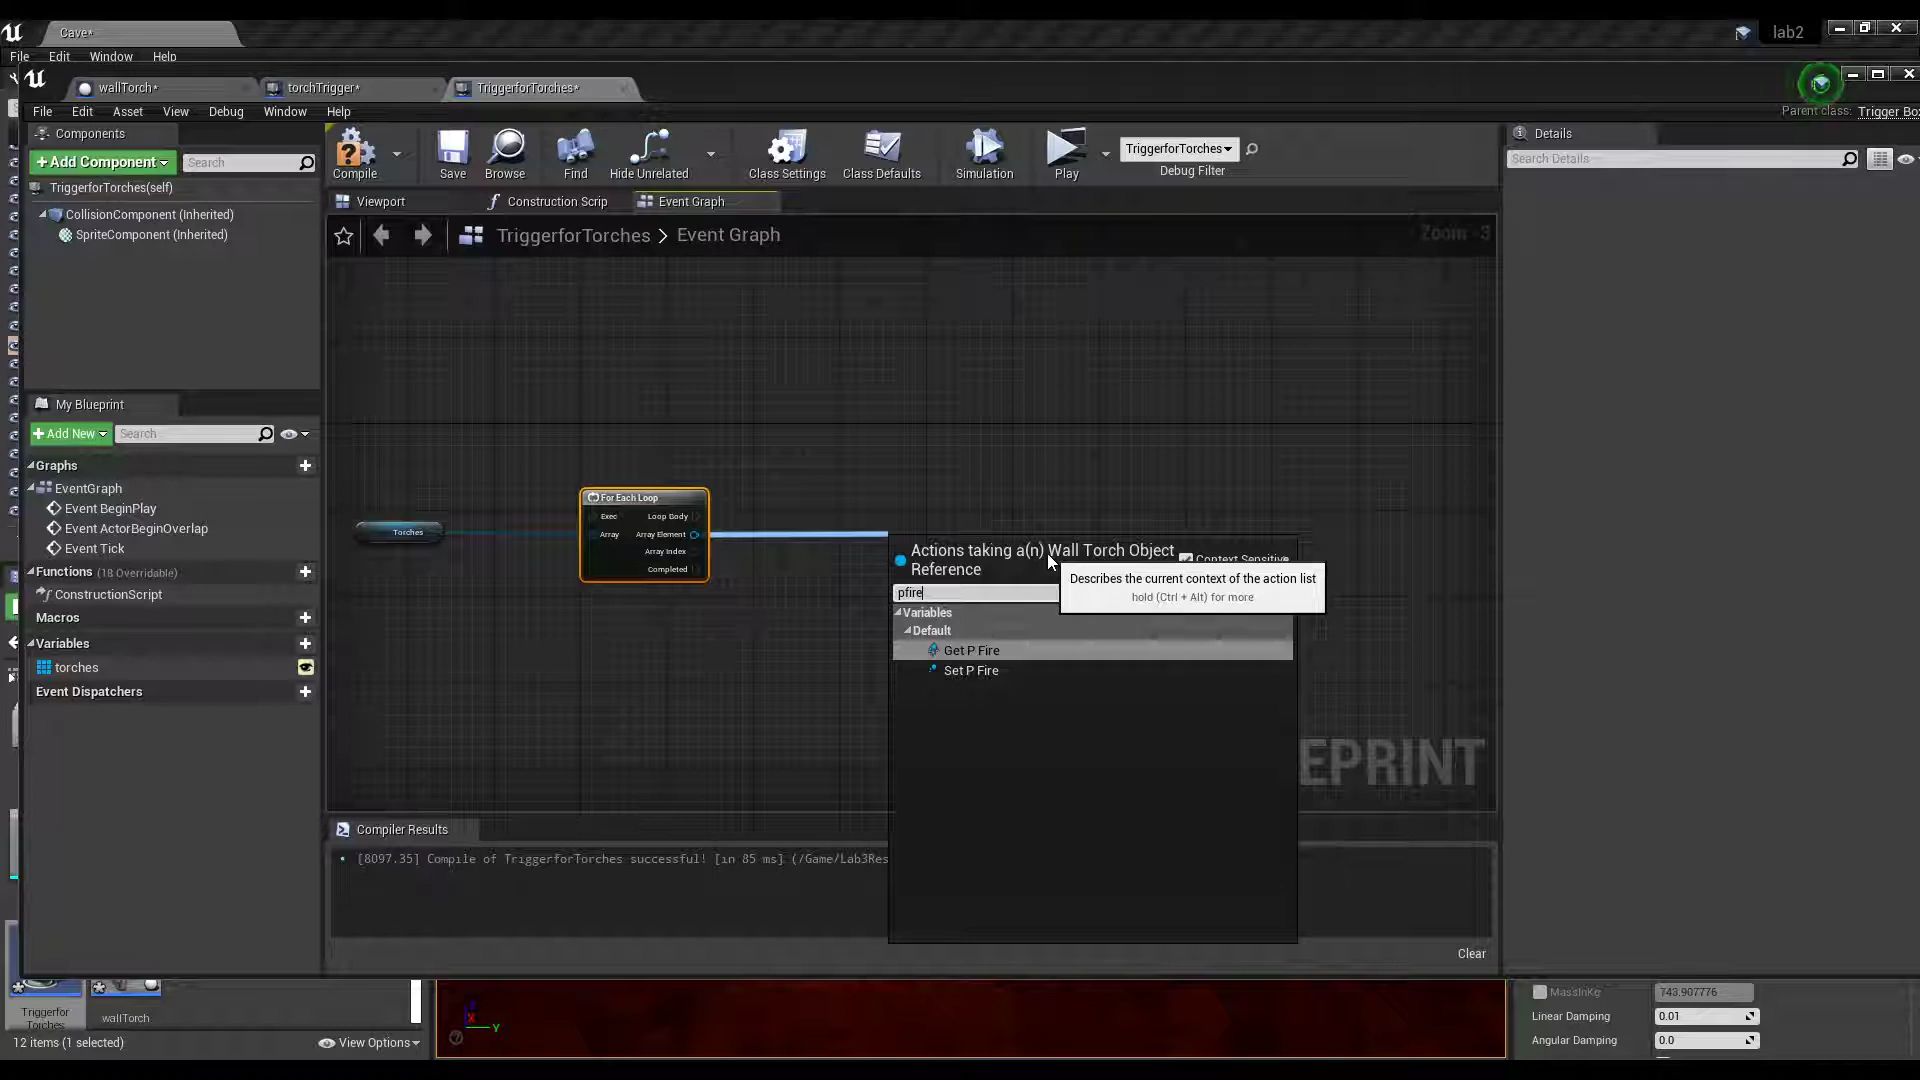 Cave*
lab2
File Edit Window Help
wallTorch* torchTrigger* TriggerforTorches*
File Edit Asset View Debug Window Help
Parent class: Trigger Bo
Components
Details
+Add Component Search
Search Details
Compile Save Browse Find Hide Unrelated Class Settings Class Defaults Simulation Play
TriggerforTorches
Debug Filter
TriggerforTorches(self)
Viewport Construction Scrip Event Graph
CollisionComponent (Inherited)
SpriteComponent (Inherited)
TriggerforTorches > Event Graph
Zoom -3
My Blueprint
+Add New Search
Graphs
EventGraph
Event BeginPlay
Event ActorBeginOverlap
Event Tick
Functions (18 Overridable)
ConstructionScript
Macros
Variables
torches
Event Dispatchers
Torches
For Each Loop
Exec Loop Body
Array Array Element
Array Index
Completed
Actions taking a(n) Wall Torch Object
Reference
Context Sensitive
Describes the current context of the action list
hold (Ctrl + Alt) for more
pfire
Variables
Default
Get P Fire
Set P Fire
EPRINT
Compiler Results
[8097.35] Compile of TriggerforTorches successful! [in 85 ms] (/Game/Lab3Res
Clear
Triggerfor
Torches
wallTorch
12 items (1 selected)
View Options
X
Y
MassInKg 743.907776
Linear Damping 0.01
Angular Damping 0.0